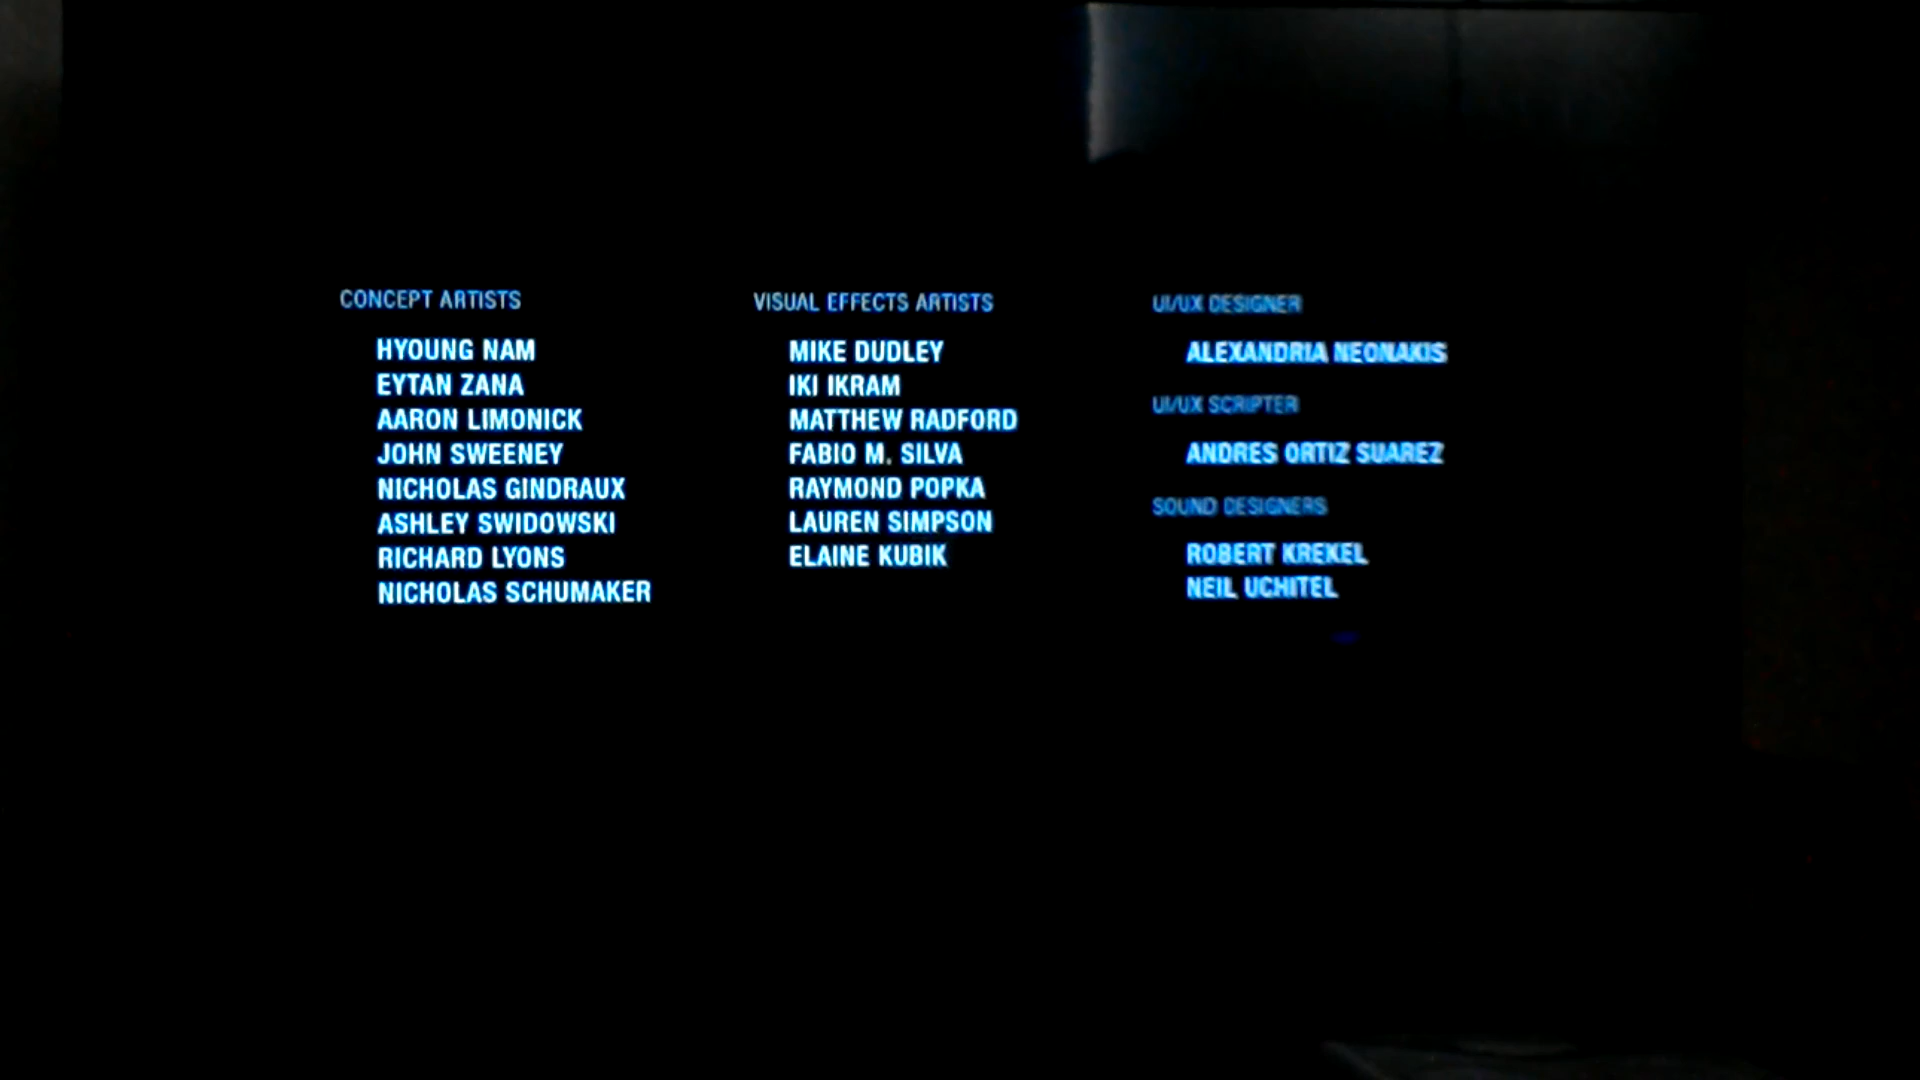 CONCEPT ARTISTS
HYOUNG NAM
EYTAN ZANA
AARON LIMONICK
JOHN SWEENEY
NICHOLAS GINDRAUX
ASHLEY SWIDOWSKI
RICHARD LYONS
NICHOLAS SCHUMAKER
VISUAL EFFECTS ARTISTS
MIKE DUDLEY
IKI IKRAM
MATTHEW RADFORD
FABIO M. SILVA
RAYMOND POPKA
LAUREN SIMPSON
ELAINE KUBIK
UI/UX DESIGNER
ALEXANDRIA NEONAKIS
UI/UX SCRIPTER
ANDRES ORTIZ SUAREZ
SOUND DESIGNERS
ROBERT KREKEL
NEIL UCHITEL